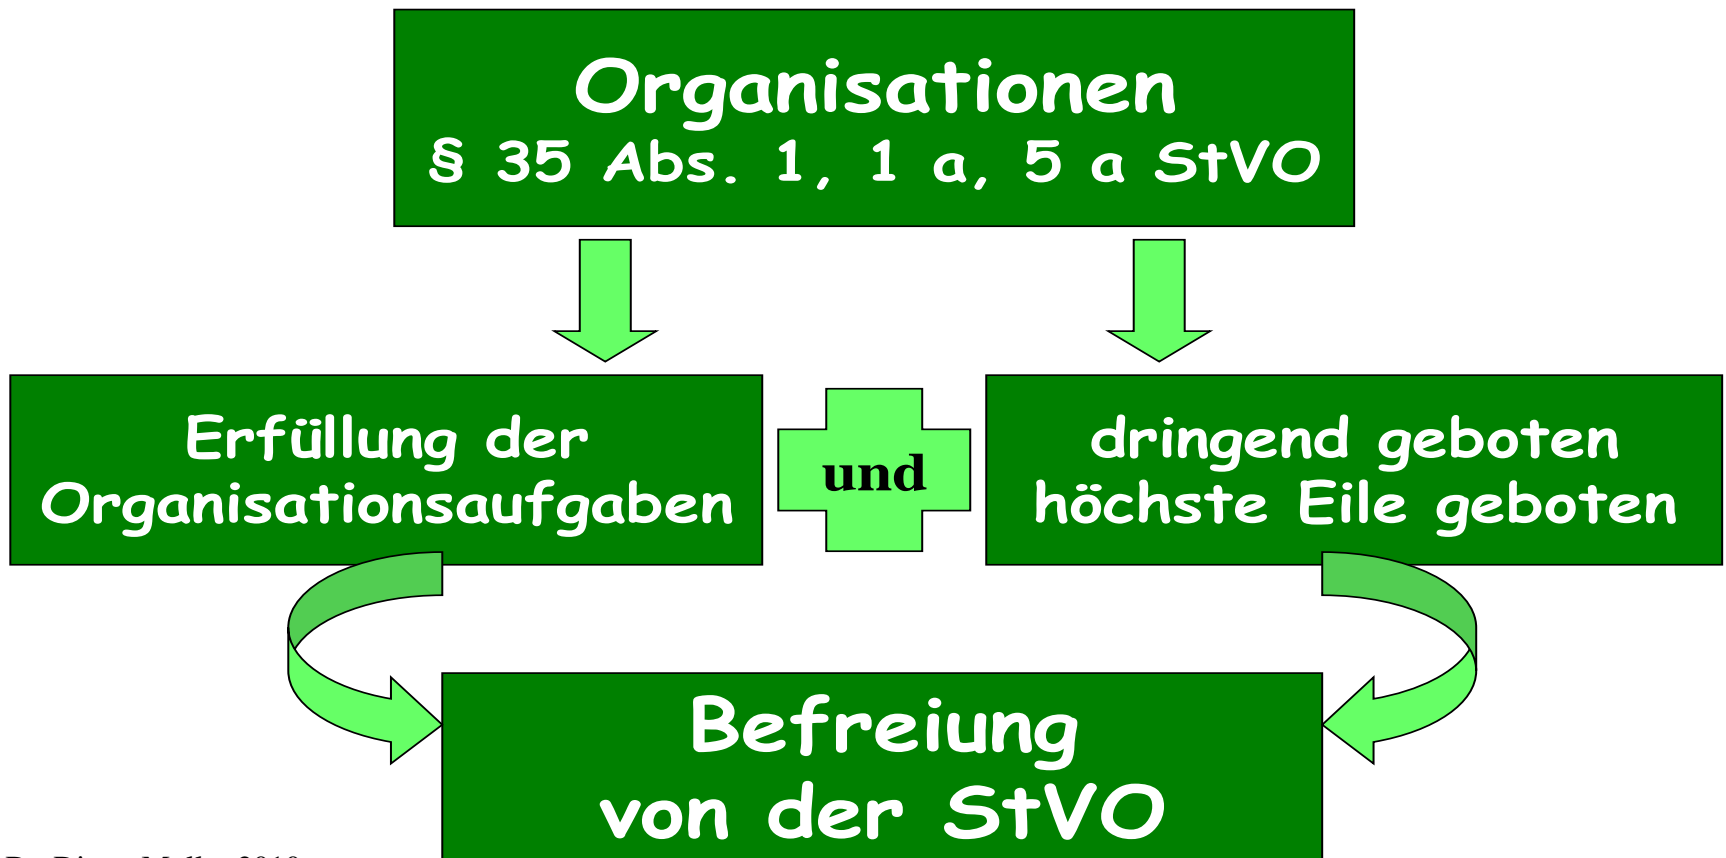 Organisationen
§ 35 Abs. 1, 1 a, 5 a StVO
Erfüllung der
Organisationsaufgaben
und
dringend geboten
höchste Eile geboten
Befreiung
von der StVO